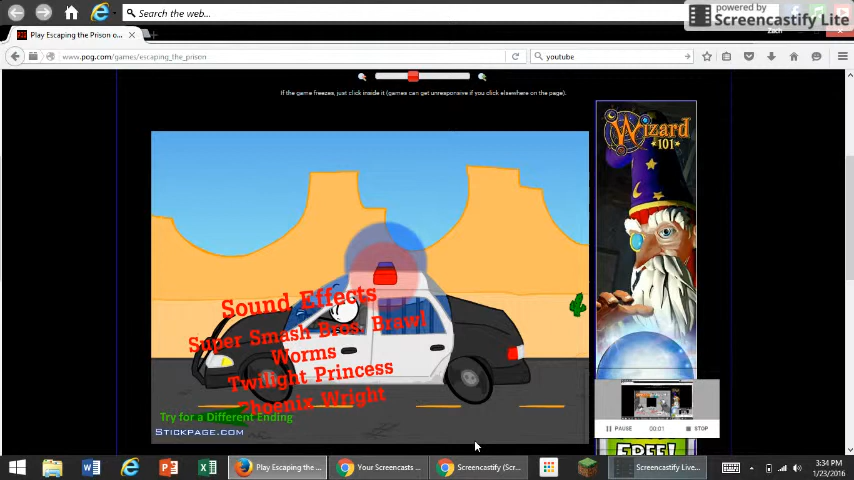 Search the web...
powered by
Screencastify Lite
Play Escaping the Prison o...
Zach
www.pog.com/games/escaping_the_prison
youtube
If the game freezes, just click inside it (games can get unresponsive if you click elsewhere on the page).
Wizard
101
Sound Effects
Super Smash Bros. Brawl
Worms
Twilight Princess
Phoenix Wright
Try for a Different Ending
STICKPAGE.COM
PAUSE
00:01
STOP
FREE!
Play Escaping the ...
Your Screencasts ...
Screencastify (Scr...
Screencastify Live...
3:34 PM
1/23/2016